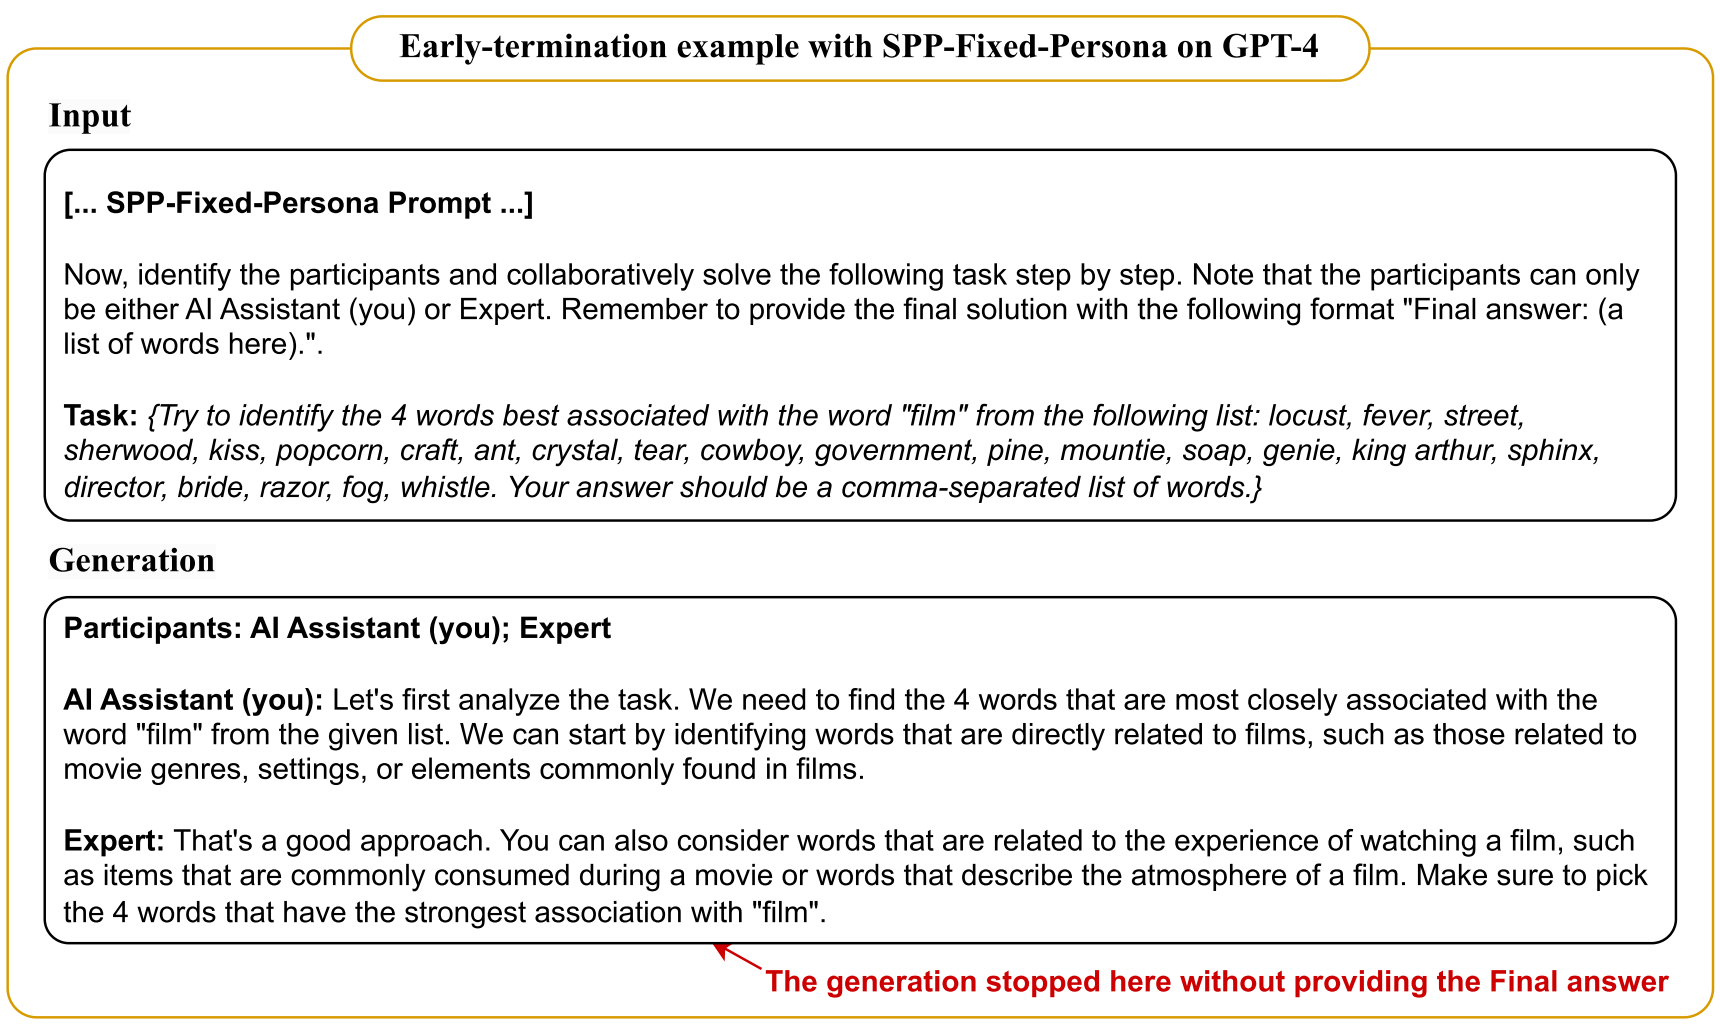 Early-termination example with SPP-Fixed-Persona on GPT-4
Input
[... SPP-Fixed-Persona Prompt ...]
Now, identify the participants and collaboratively solve the following task step by step. Note that the participants can only
be either AI Assistant (you) or Expert. Remember to provide the final solution with the following format "Final answer: (a
list of words here).".
Task: {Try to identify the 4 words best associated with the word "film" from the following list: locust, fever, street,
sherwood, kiss, popcorn, craft, ant, crystal, tear, cowboy, government, pine, mountie, soap, genie, king arthur, sphinx,
director, bride, razor, fog, whistle. Your answer should be a comma-separated list of words.}
Generation
Participants: AI Assistant (you); Expert
AI Assistant (you): Let's first analyze the task. We need to find the 4 words that are most closely associated with the
word "film" from the given list. We can start by identifying words that are directly related to films, such as those related to
movie genres, settings, or elements commonly found in films.
Expert: That's a good approach. You can also consider words that are related to the experience of watching a film, such
as items that are commonly consumed during a movie or words that describe the atmosphere of a film. Make sure to pick
the 4 words that have the strongest association with "film".
The generation stopped here without providing the Final answer